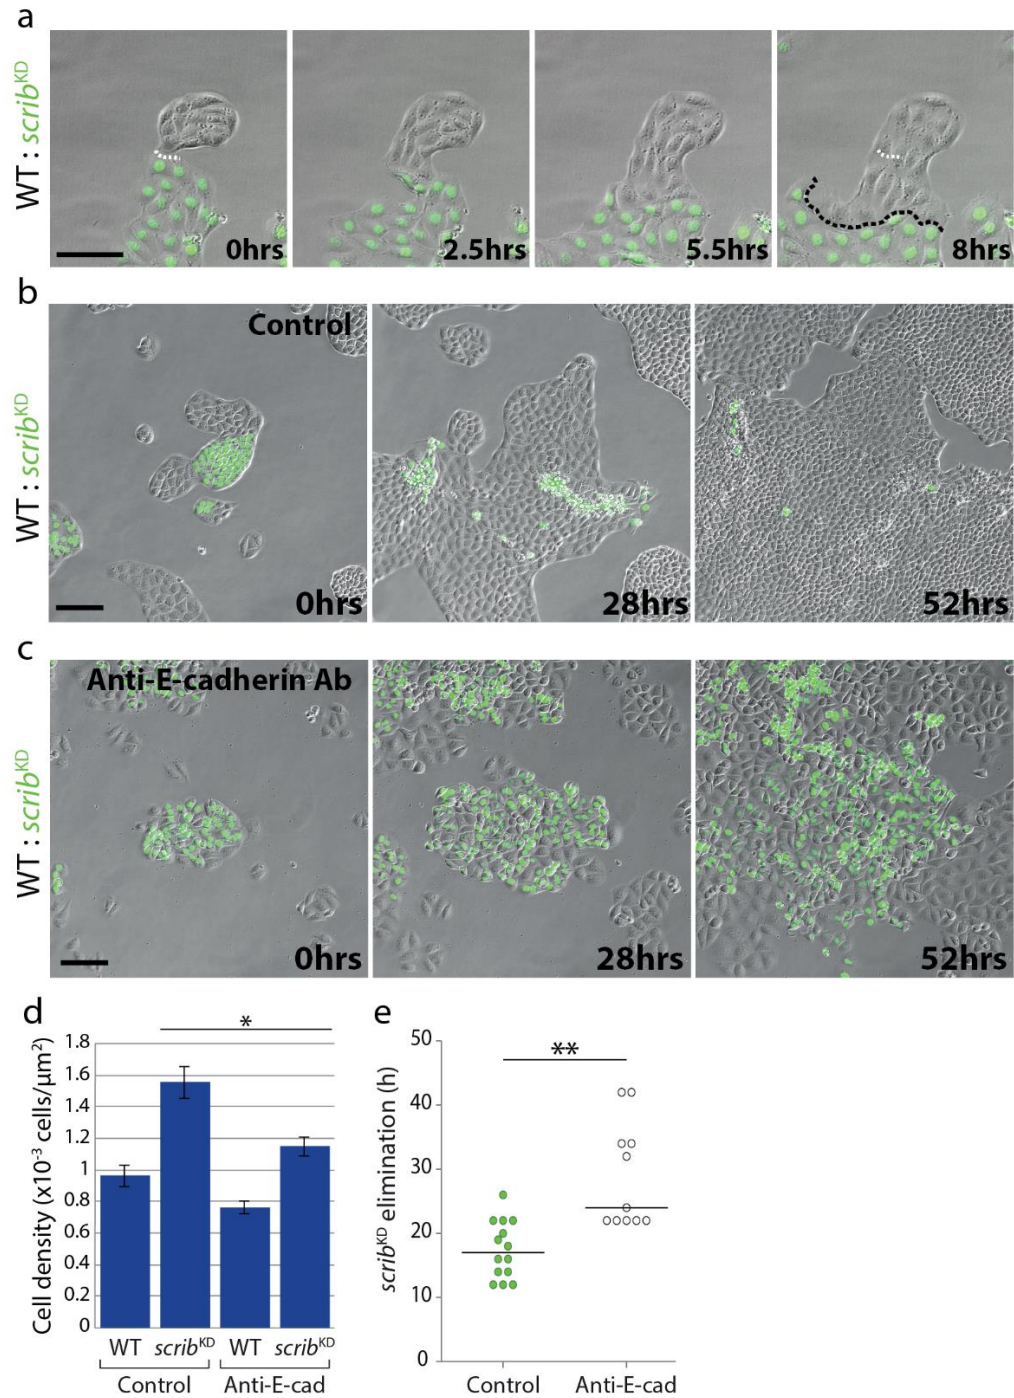 a
WT : scribᴷᴰ
0hrs
2.5hrs
5.5hrs
8hrs
b
WT : scribᴷᴰ
Control
0hrs
28hrs
52hrs
c
WT : scribᴷᴰ
Anti-E-cadherin Ab
0hrs
28hrs
52hrs
d
Cell density (x10⁻³ cells/µm²)
1.8
1.6
1.4
1.2
1
0.8
0.6
0.4
0.2
0
*
WT scribᴷᴰ WT scribᴷᴰ
Control Anti-E-cad
e
scribᴷᴰ elimination (h)
50
40
30
20
10
0
**
Control Anti-E-cad